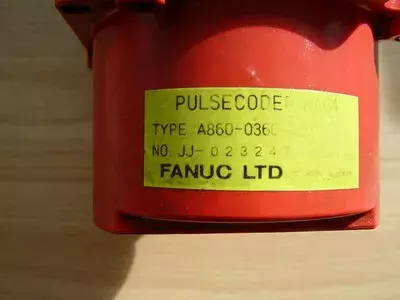 PULSECODER
TYPE A860-0360-
NO. JJ-023247
FANUC LTD